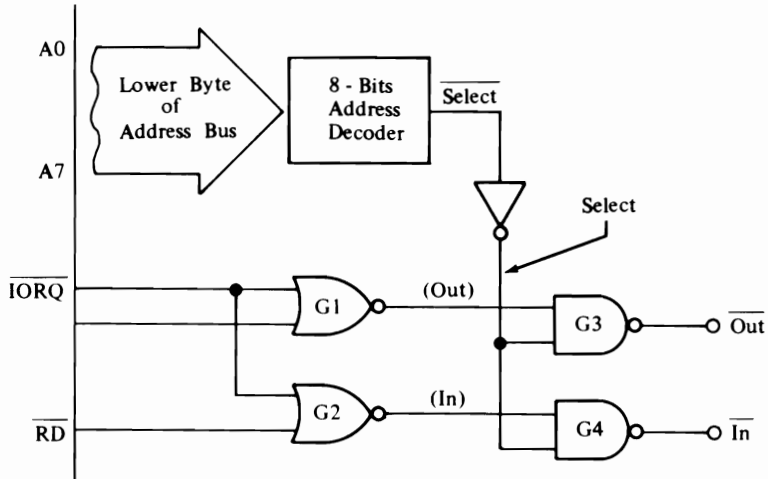 A0
Lower Byte
of
Address Bus
A7
8 - Bits
Address
Decoder
Select
Select
IORQ
G1
(Out)
G3
Out
RD
G2
(In)
G4
In